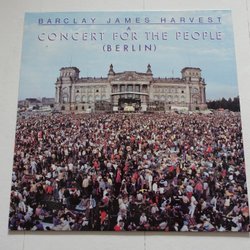 BARCLAY JAMES HARVEST
A
CONCERT FOR THE PEOPLE
(BERLIN)